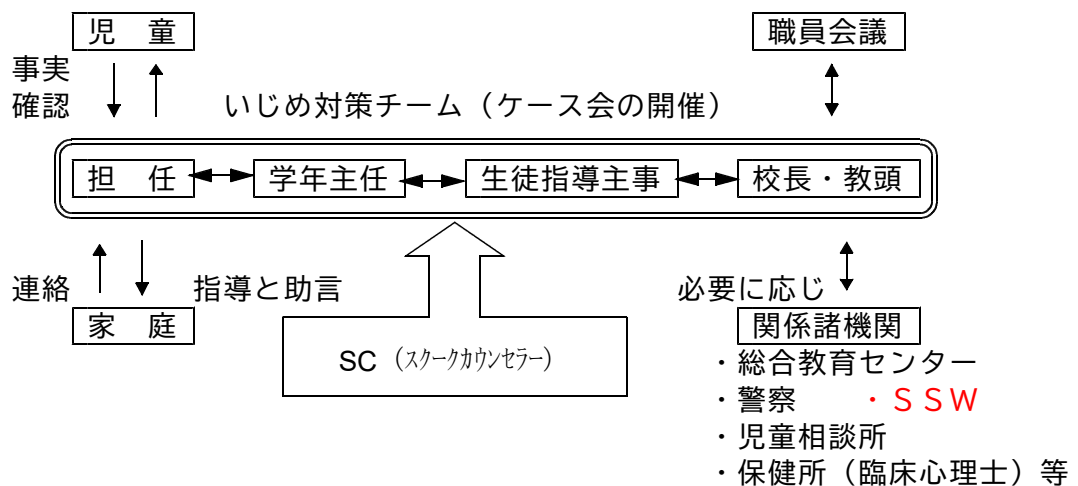 児　童
職員会議
事実
確認
いじめ対策チーム（ケース会の開催）
担　任
学年主任
生徒指導主事
校長・教頭
連絡
指導と助言
必要に応じ
家　庭
関係諸機関
SC（スクークカウンセラー）
・総合教育センター
・警察　　・ＳＳＷ
・児童相談所
・保健所（臨床心理士）等